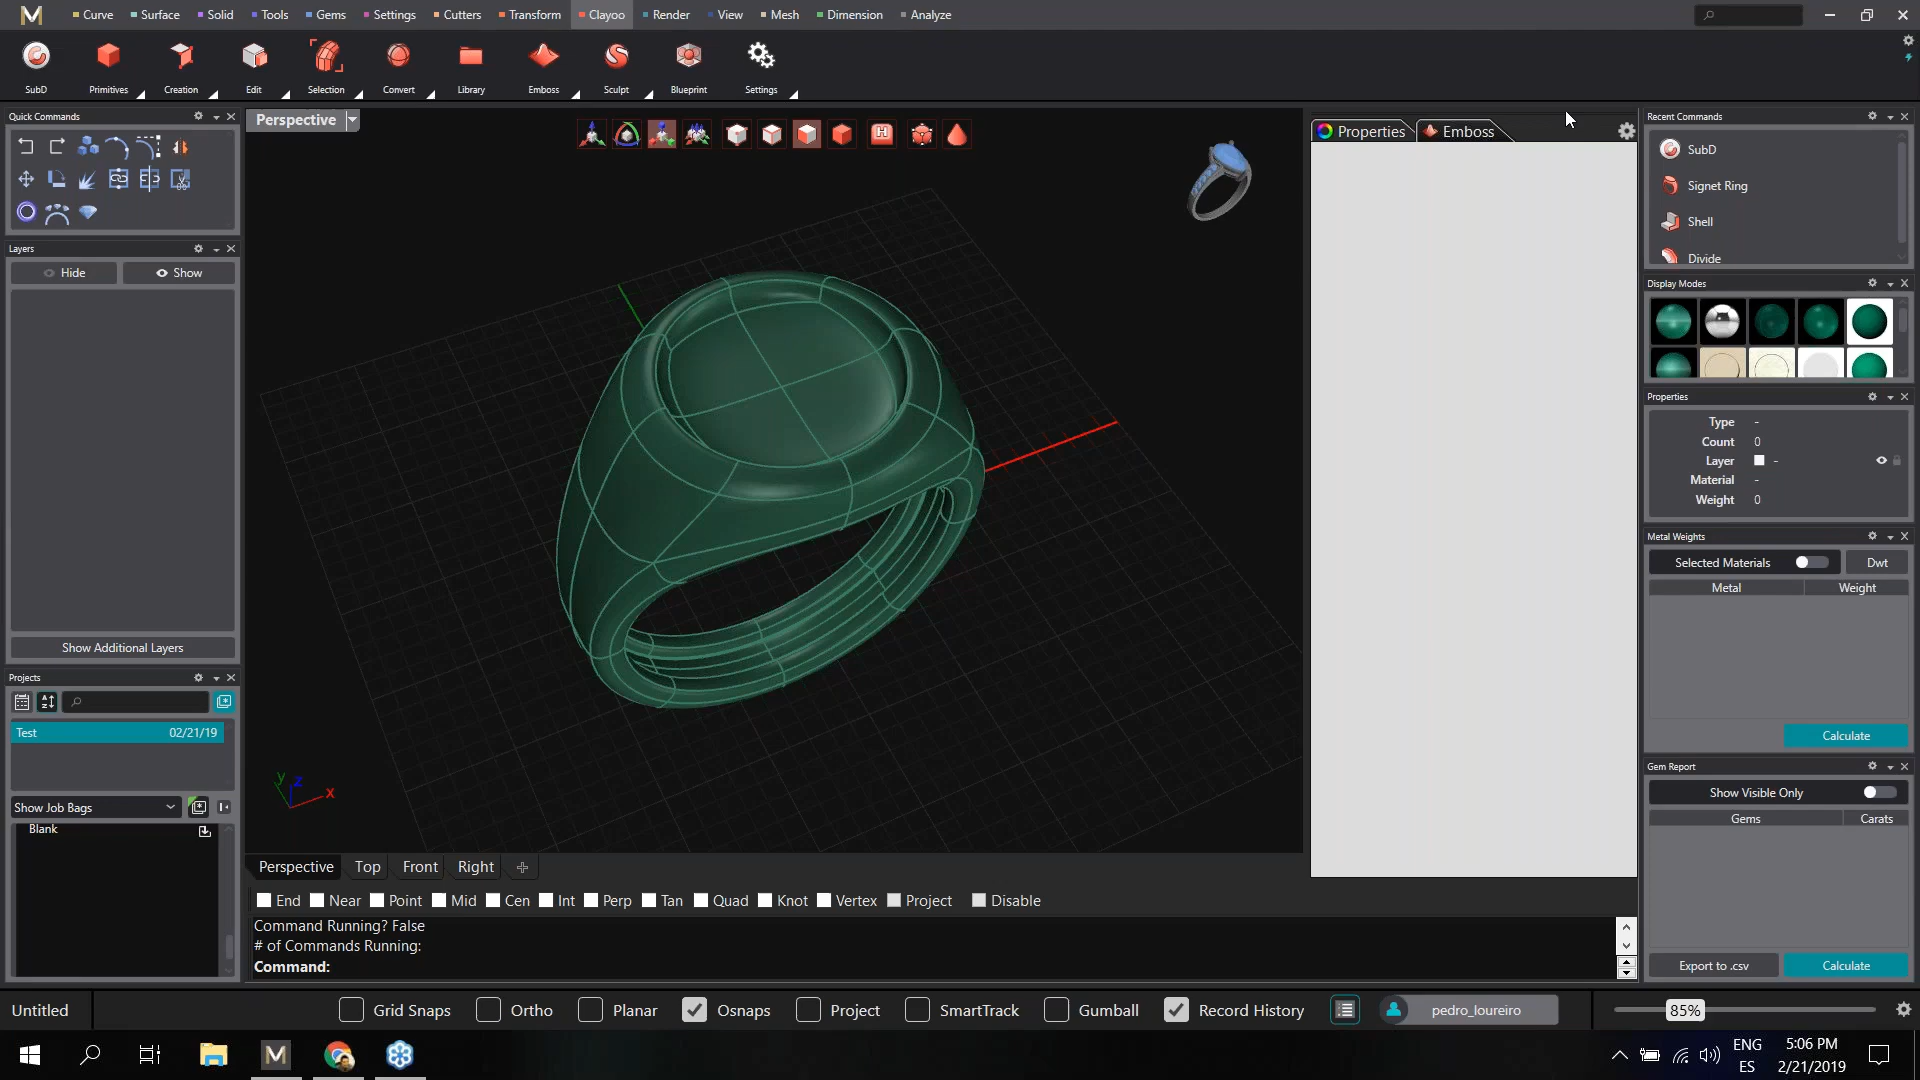 M Curve Surface Solid Tools Gems Settings Cutters Transform Clayoo Render View Mesh Dimension Analyze
SubD Primitives Creation Edit Selection Convert Library Emboss Sculpt Blueprint Settings
Quick Commands
Layers
Hide Show
Show Additional Layers
Projects
Test 02/21/19
Show Job Bags
Blank
Perspective
H
y z x
Perspective Top Front Right
End Near Point Mid Cen Int Perp Tan Quad Knot Vertex Project Disable
Command Running? False
# of Commands Running:
Command:
Properties Emboss
Recent Commands
SubD
Signet Ring
Shell
Divide
Display Modes
Properties
Type -
Count 0
Layer -
Material -
Weight 0
Metal Weights
Selected Materials Dwt
Metal Weight
Calculate
Gem Report
Show Visible Only
Gems Carats
Export to .csv Calculate
Untitled Grid Snaps Ortho Planar Osnaps Project SmartTrack Gumball Record History pedro_loureiro 85%
M ENG 5:06 PM
ES 2/21/2019